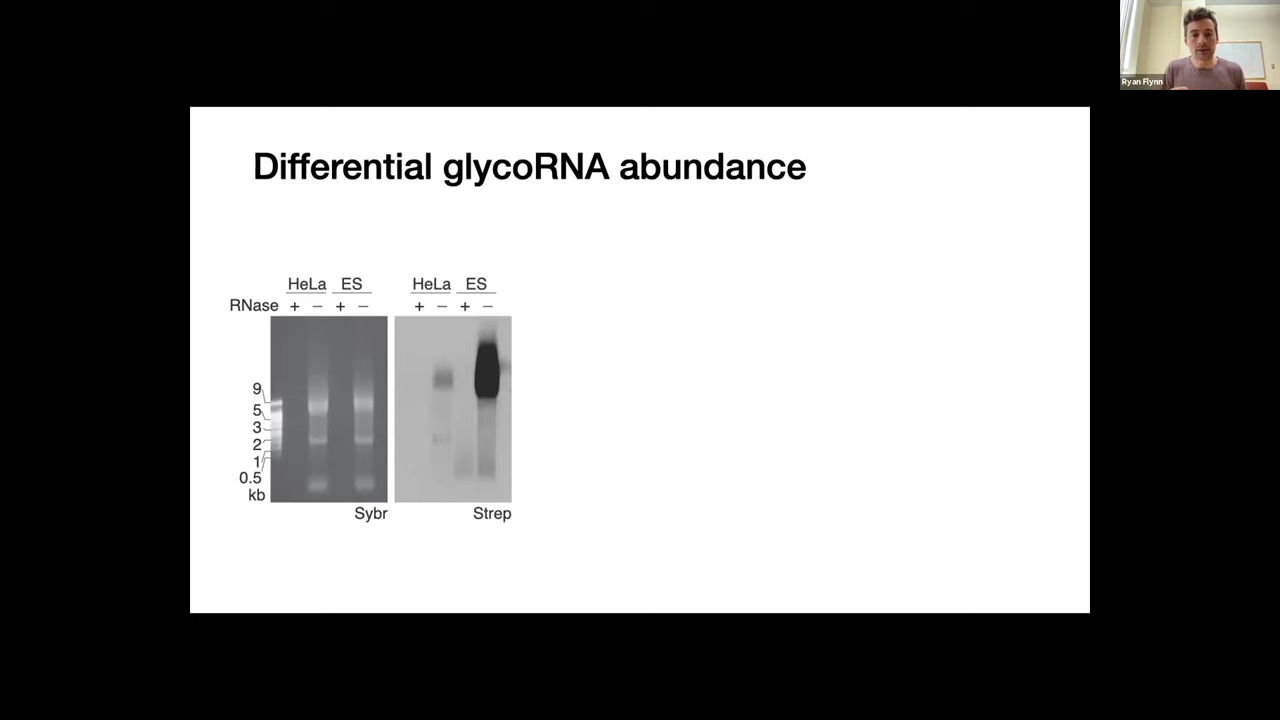 Ryan Flynn
Differential glycoRNA abundance
HeLa ES HeLa ES
RNase + − + − + − + −
9
5
3
2
1
0.5
kb
Sybr Strep